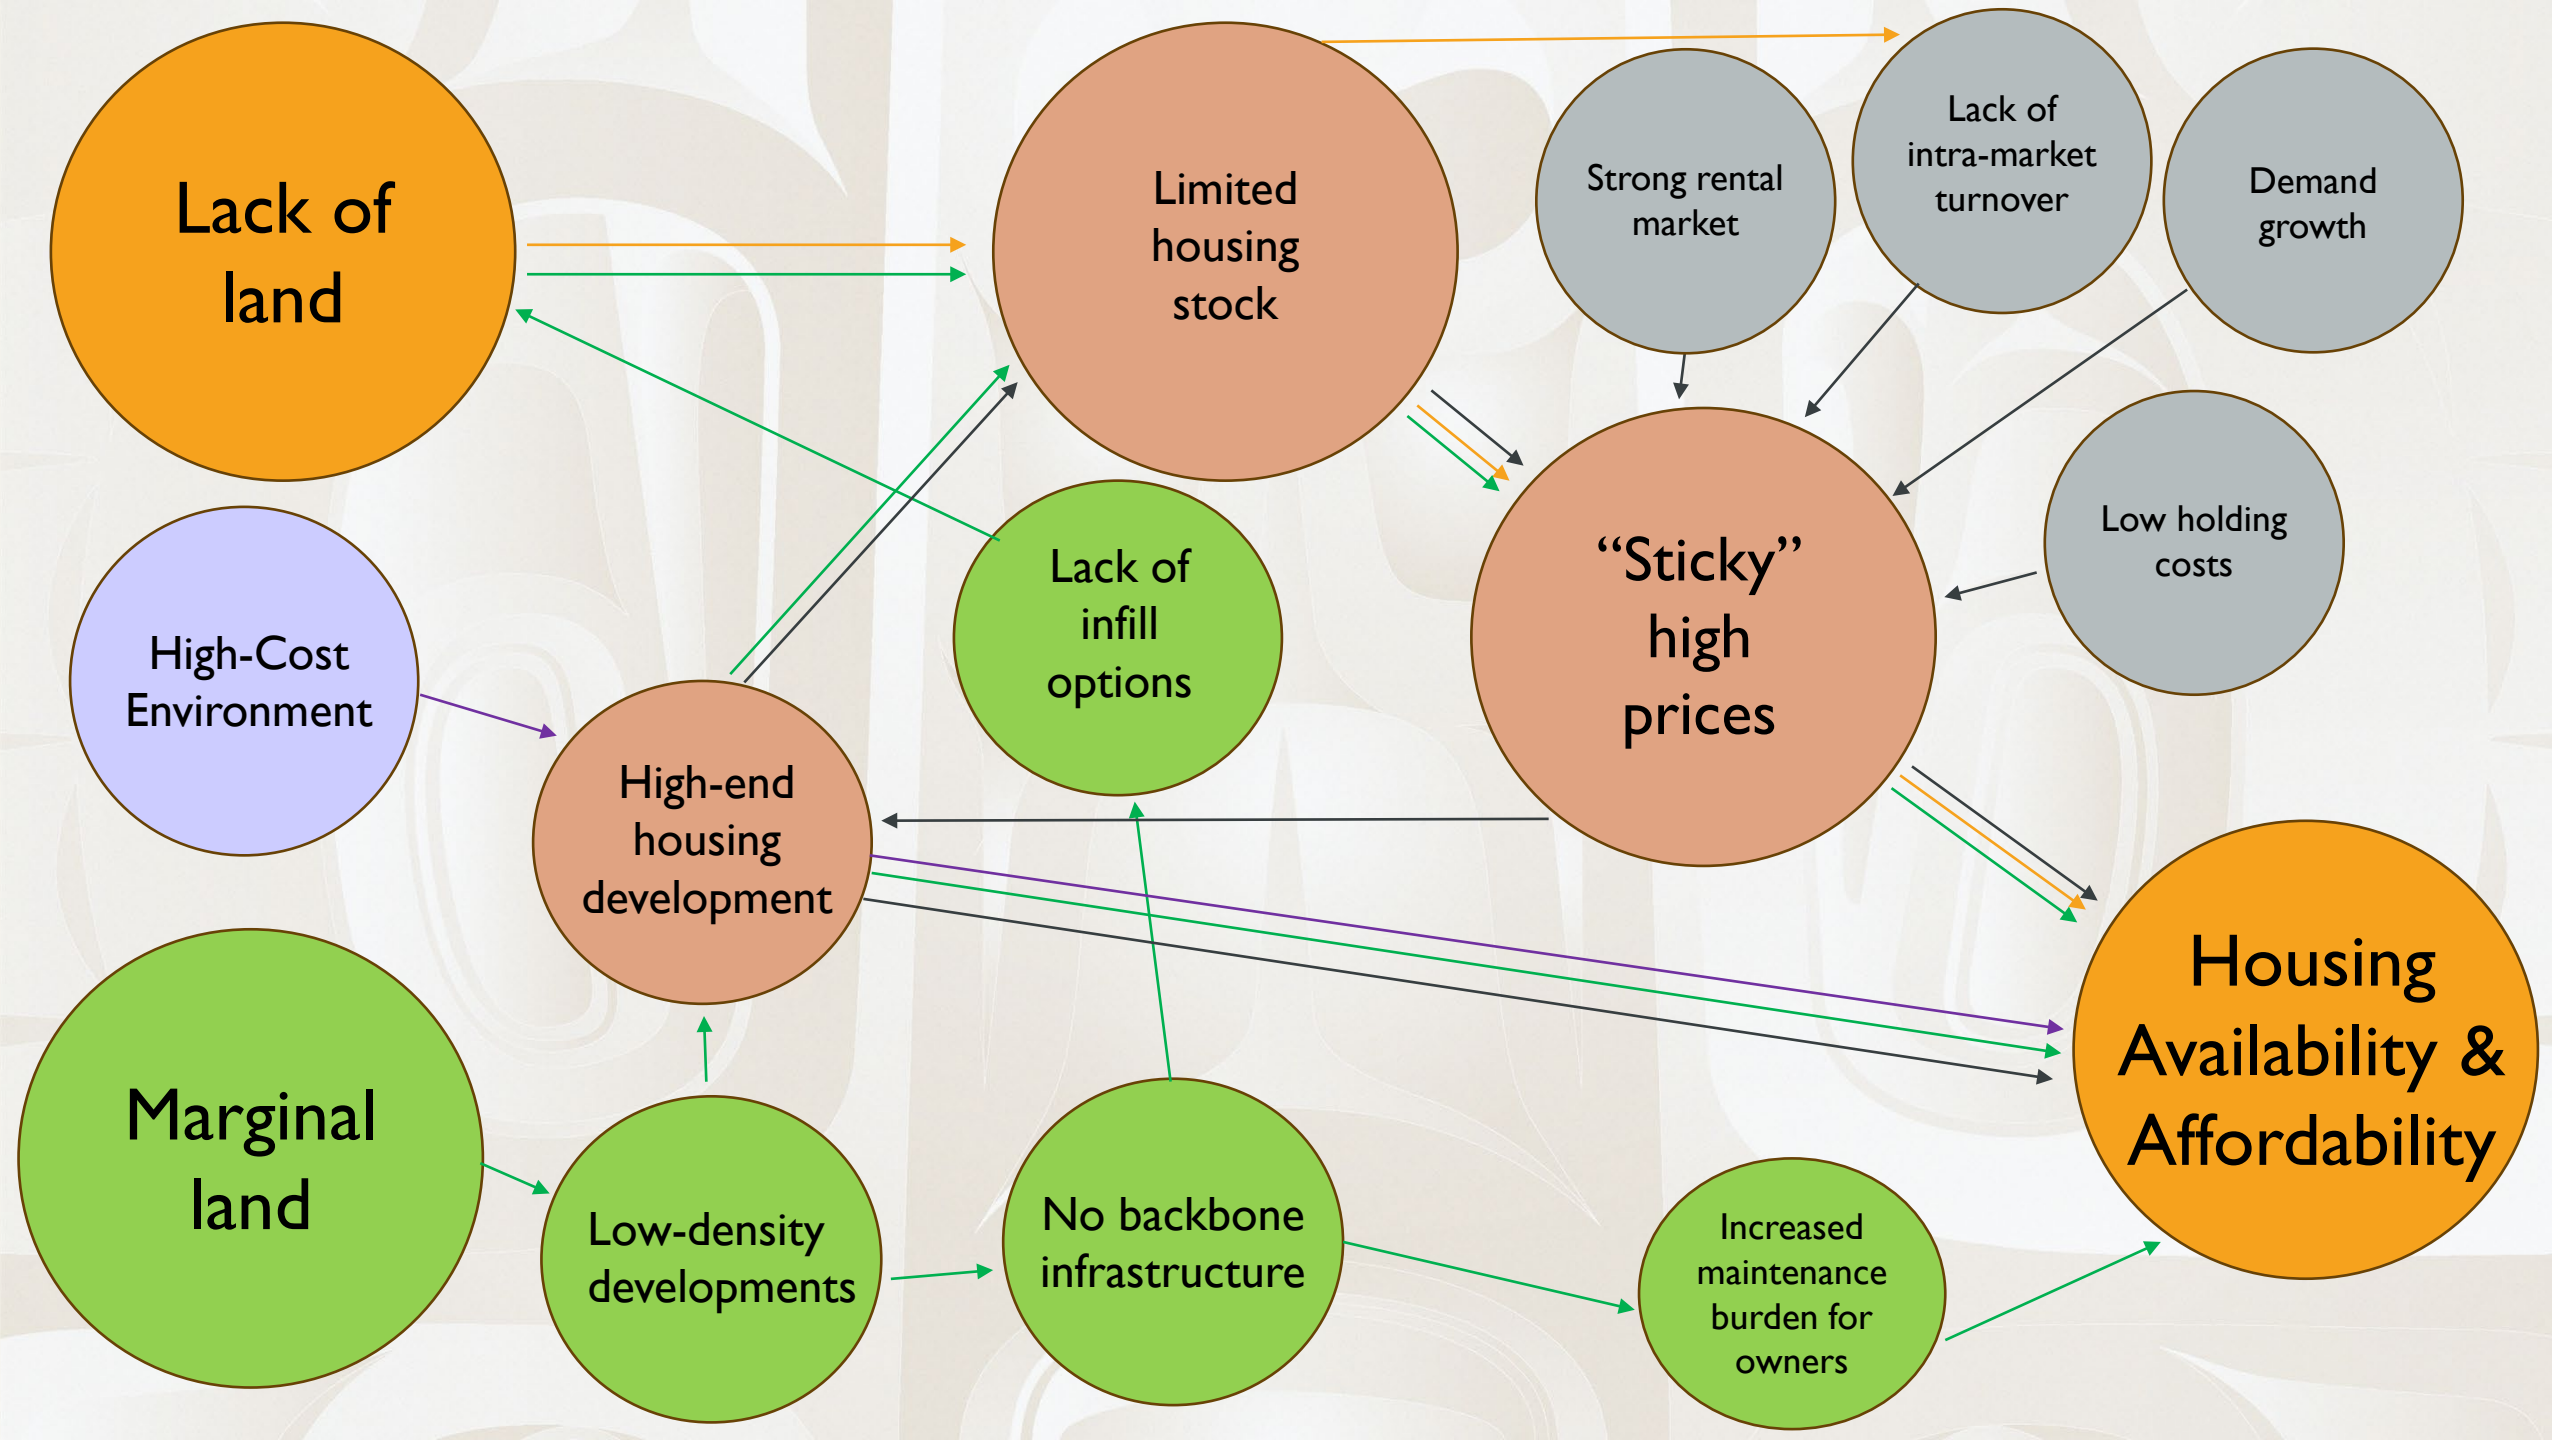 Lack of
land
Limited
housing
stock
Strong rental
market
Lack of
intra-market
turnover
Demand
growth
Low holding
costs
High-Cost
Environment
Lack of
infill
options
“Sticky”
high
prices
High-end
housing
development
Housing
Availability &
Affordability
Marginal
land
Low-density
developments
No backbone
infrastructure
Increased
maintenance
burden for
owners